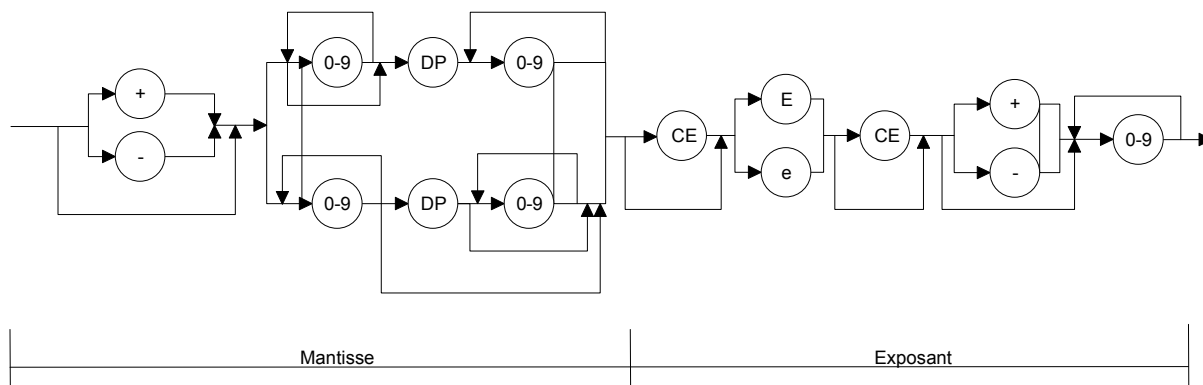 0-9 DP 0-9
+ E +
CE CE 0-9
- e -
0-9 DP 0-9
Mantisse Exposant